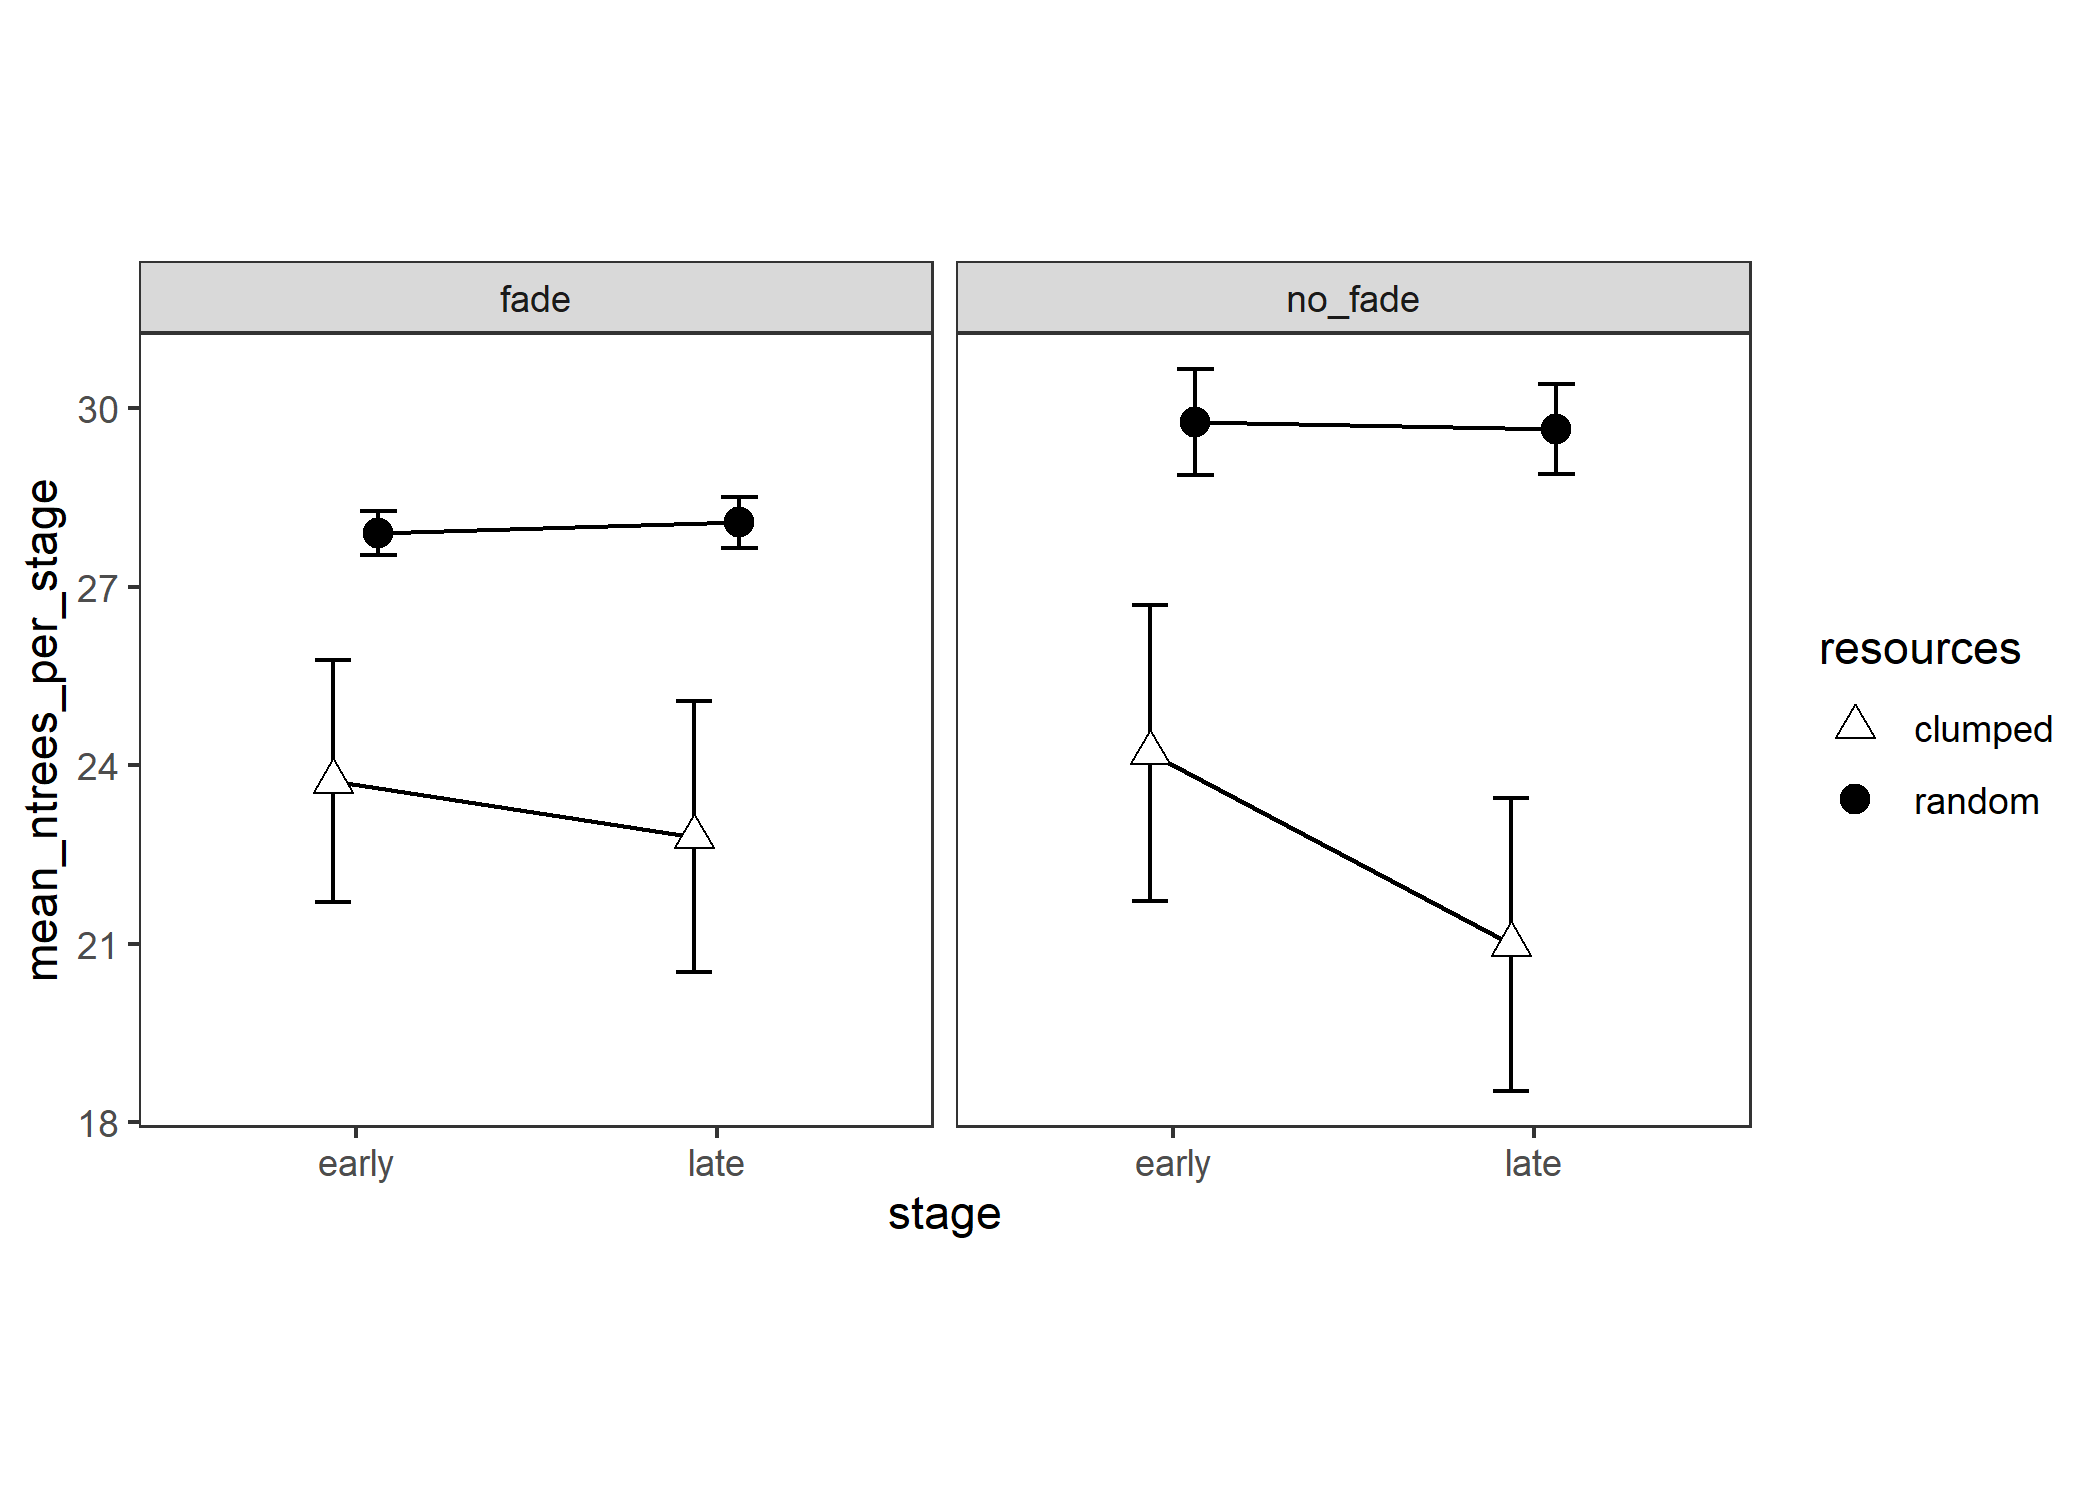 fade
no_fade
mean_ntrees_per_stage
30
27
24
21
18
early
late
early
late
stage
resources
clumped
random